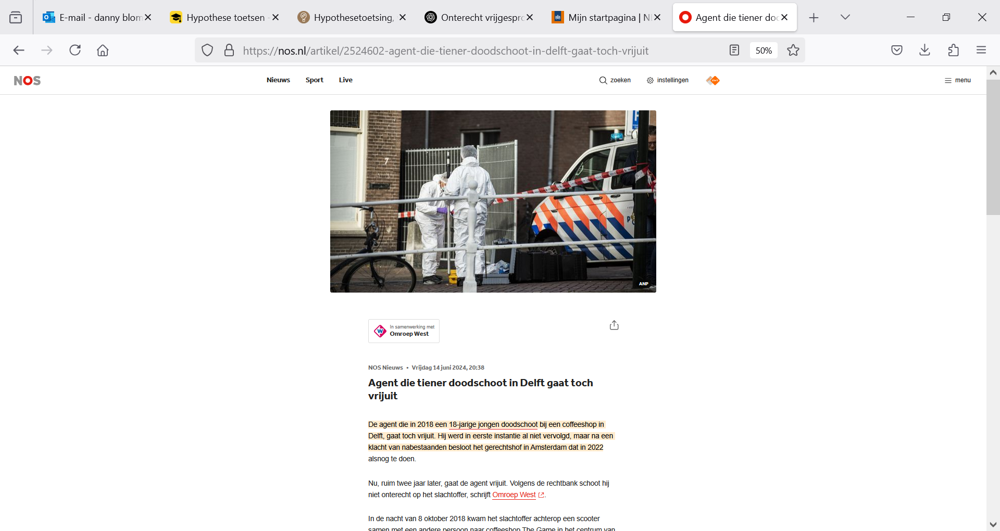 E-mail - danny blom
Hypothese toetsen -
Hypothesetoetsing,
Onterecht vrijgespro
Mijn startpagina | N
Agent die tiener doo
https://nos.nl/artikel/2524602-agent-die-tiener-doodschoot-in-delft-gaat-toch-vrijuit
50%
NOS
Nieuws
Sport
Live
zoeken
instellingen
menu
7
ANP
In samenwerking met
Omroep West
NOS Nieuws • Vrijdag 14 juni 2024, 20:38
Agent die tiener doodschoot in Delft gaat toch
vrijuit
De agent die in 2018 een 18-jarige jongen doodschoot bij een coffeeshop in
Delft, gaat toch vrijuit. Hij werd in eerste instantie al niet vervolgd, maar na een
klacht van nabestaanden besloot het gerechtshof in Amsterdam dat in 2022
alsnog te doen.
Nu, ruim twee jaar later, gaat de agent vrijuit. Volgens de rechtbank schoot hij
niet onterecht op het slachtoffer, schrijft Omroep West.
In de nacht van 8 oktober 2018 kwam het slachtoffer achterop een scooter
samen met een andere persoon naar coffeeshop The Game in het centrum van